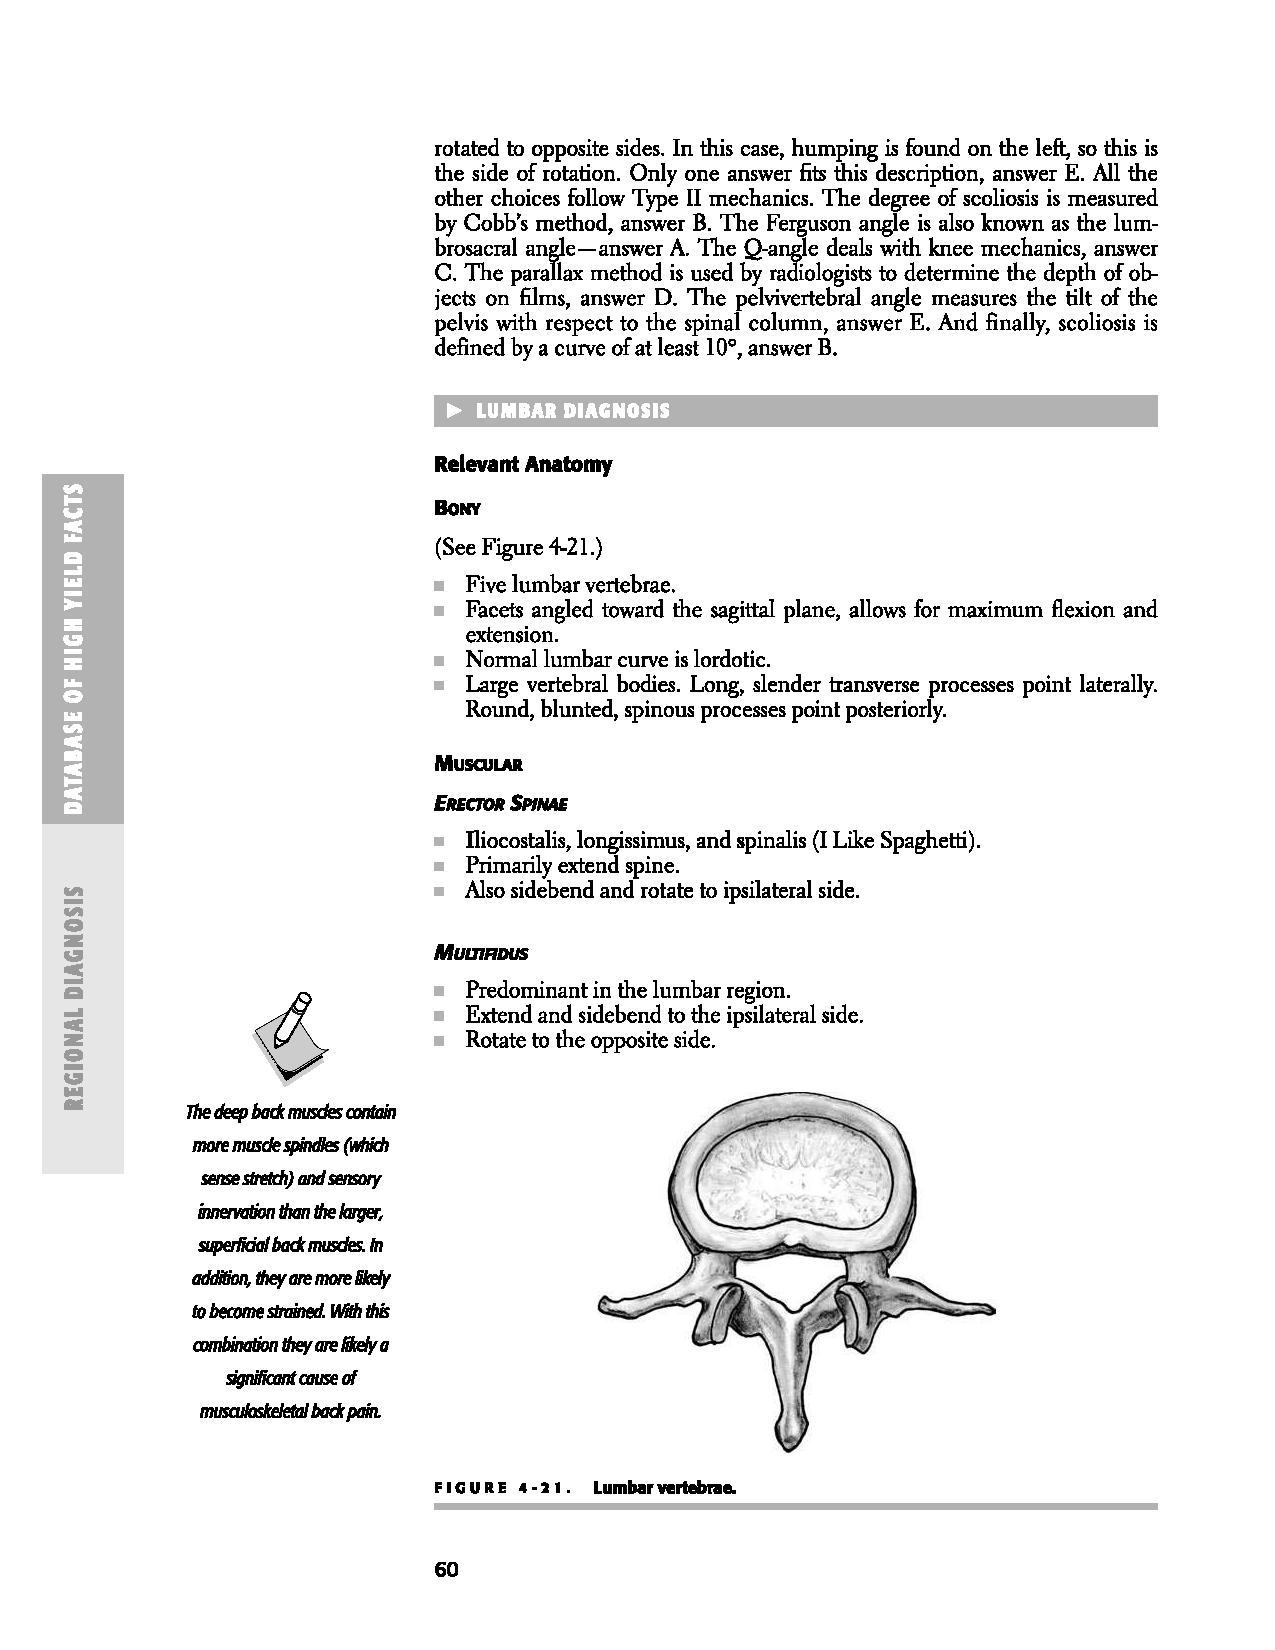 rotated to opposite sides. In this case, humping is found on the left, so this is
the side of rotation. Only one answer fits this description, answer E. All the
other choices follow Type II mechanics. The degree of scoliosis is measured
by Cobb's method, answer B. The Ferguson angle is also known as the lum-
brosacral angle—answer A. The Q-angle deals with knee mechanics, answer
C. The parallax method is used by radiologists to determine the depth of ob-
jects on films, answer D. The pelvivertebral angle measures the tilt of the
pelvis with respect to the spinal column, answer E. And finally, scoliosis is
defined by a curve of at least 10°, answer B.
► LUMBAR DIAGNOSIS
Relevant Anatomy
BONY
(See Figure 4-21.)
■ Five lumbar vertebrae.
■ Facets angled toward the sagittal plane, allows for maximum flexion and
extension.
■ Normal lumbar curve is lordotic.
■ Large vertebral bodies. Long, slender transverse processes point laterally.
Round, blunted, spinous processes point posteriorly.
MUSCULAR
ERECTOR SPINAE
■ Iliocostalis, longissimus, and spinalis (I Like Spaghetti).
■ Primarily extend spine.
■ Also sidebend and rotate to ipsilateral side.
MULTIFIDUS
■ Predominant in the lumbar region.
■ Extend and sidebend to the ipsilateral side.
■ Rotate to the opposite side.
FIGURE 4-21. Lumbar vertebrae.
60
DATABASE OF HIGH YIELD FACTS
REGIONAL DIAGNOSIS
The deep back muscles contain
more muscle spindles (which
sense stretch) and sensory
innervation than the larger,
superficial back muscles. In
addition, they are more likely
to become strained. With this
combination they are likely a
significant cause of
musculoskeletal back pain.